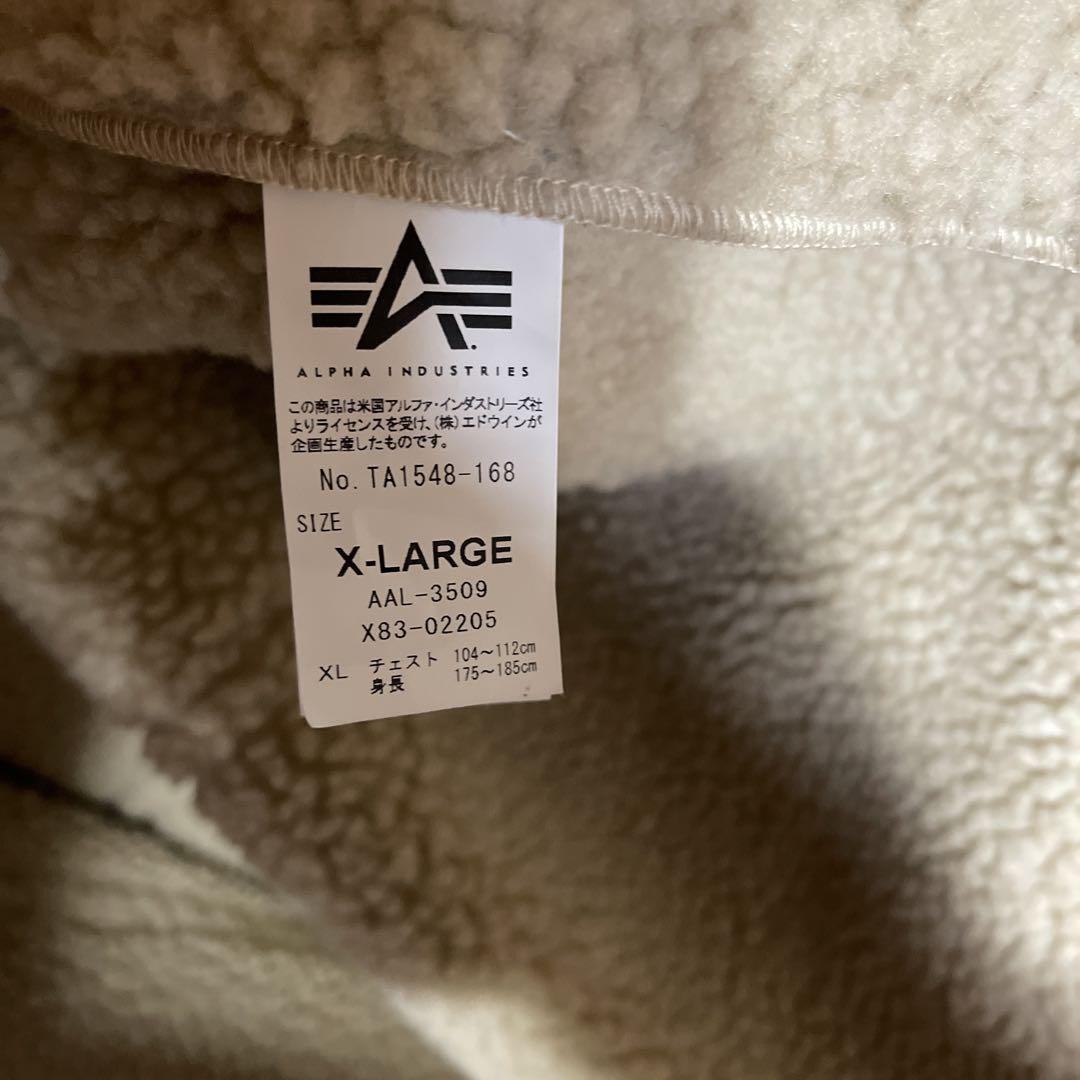 ALPHA INDUSTRIES
この商品は米国アルファ・インダストリーズ社
よりライセンスを受け、(株)エドウインが
企画生産したものです。
No. TA1548-168
SIZE
X-LARGE
AAL-3509
X83-02205
XL チェスト 104〜112cm
身長 175〜185cm